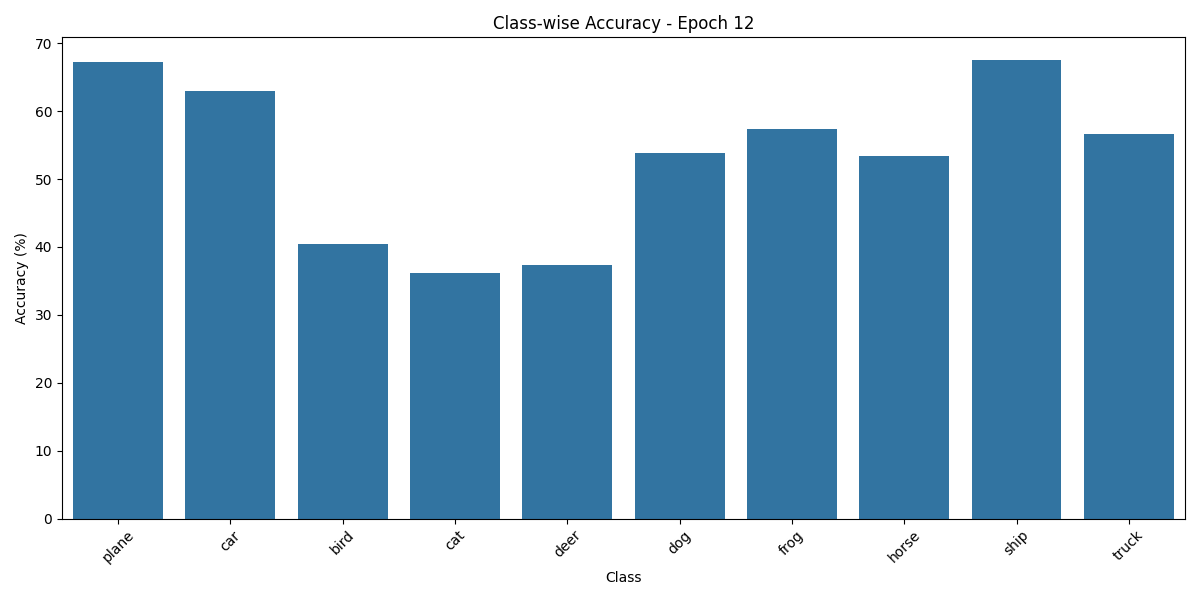 Class-wise Accuracy - Epoch 12
Accuracy (%)
70
60
50
40
30
20
10
0
plane
car
bird
cat
deer
dog
frog
horse
ship
truck
Class